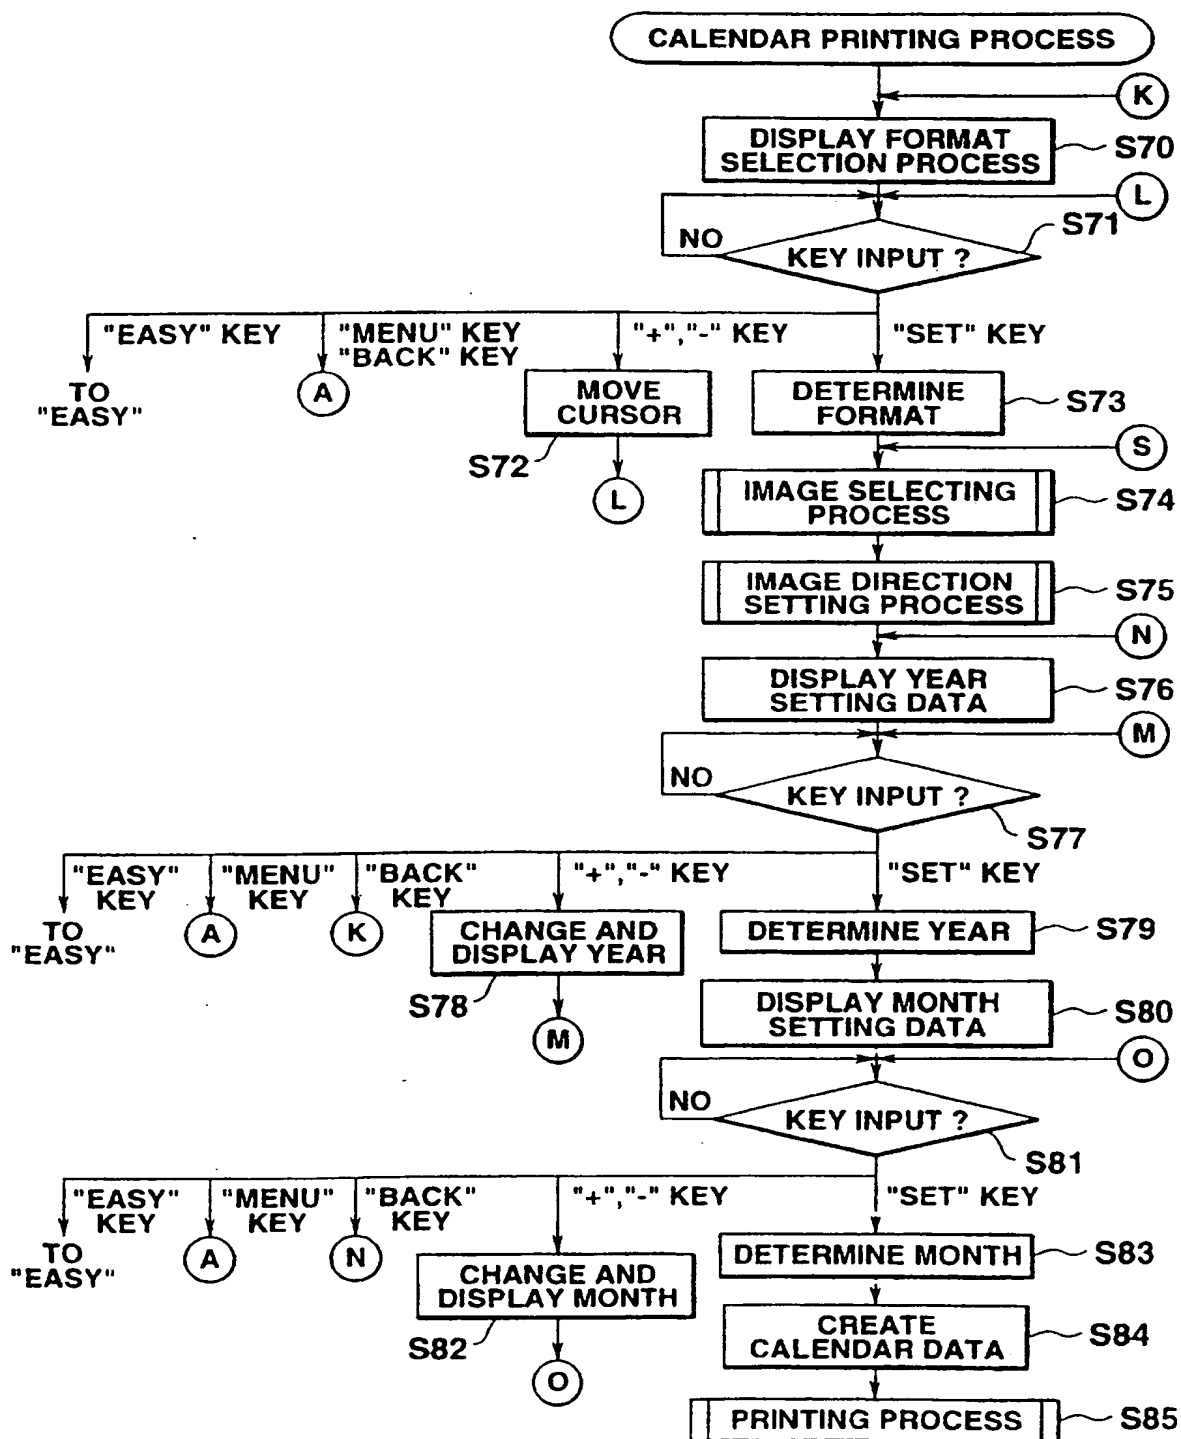 CALENDAR PRINTING PROCESS
K
DISPLAY FORMAT
SELECTION PROCESS
S70
L
S71
NO
KEY INPUT ?
"EASY" KEY
"MENU" KEY
"BACK" KEY
"+","-" KEY
"SET" KEY
TO
"EASY"
A
MOVE
CURSOR
S72
L
DETERMINE
FORMAT
S73
S
IMAGE SELECTING
PROCESS
S74
IMAGE DIRECTION
SETTING PROCESS
S75
N
DISPLAY YEAR
SETTING DATA
S76
M
NO
KEY INPUT ?
S77
"EASY"
KEY
"MENU"
KEY
"BACK"
KEY
"+","-" KEY
"SET" KEY
TO
"EASY"
A
K
CHANGE AND
DISPLAY YEAR
S78
M
DETERMINE YEAR
S79
DISPLAY MONTH
SETTING DATA
S80
O
NO
KEY INPUT ?
S81
"EASY"
KEY
"MENU"
KEY
"BACK"
KEY
"+","-" KEY
"SET" KEY
TO
"EASY"
A
N
CHANGE AND
DISPLAY MONTH
S82
O
DETERMINE MONTH
S83
CREATE
CALENDAR DATA
S84
PRINTING PROCESS
S85